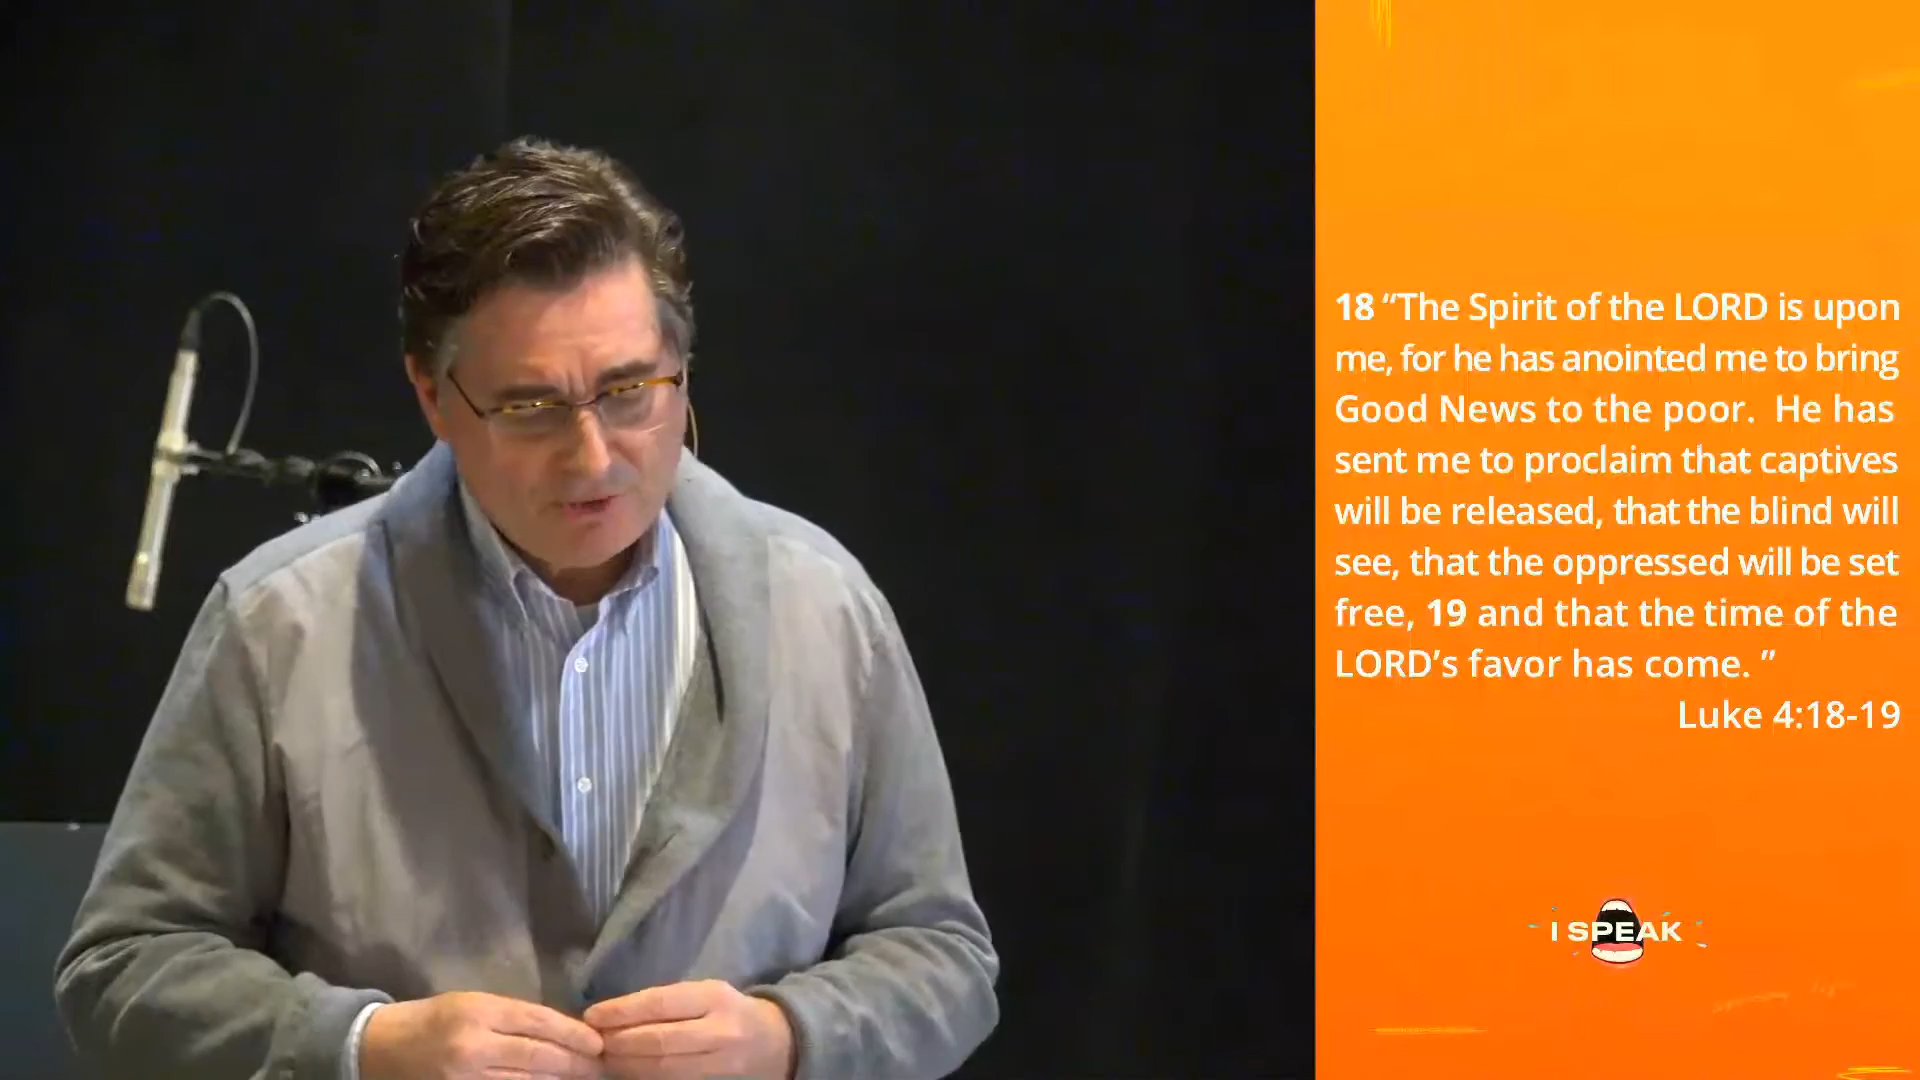 18 “The Spirit of the LORD is upon
me, for he has anointed me to bring
Good News to the poor.  He has
sent me to proclaim that captives
will be released, that the blind will
see, that the oppressed will be set
free, 19 and that the time of the
LORD’s favor has come. ”
Luke 4:18-19
I SPEAK